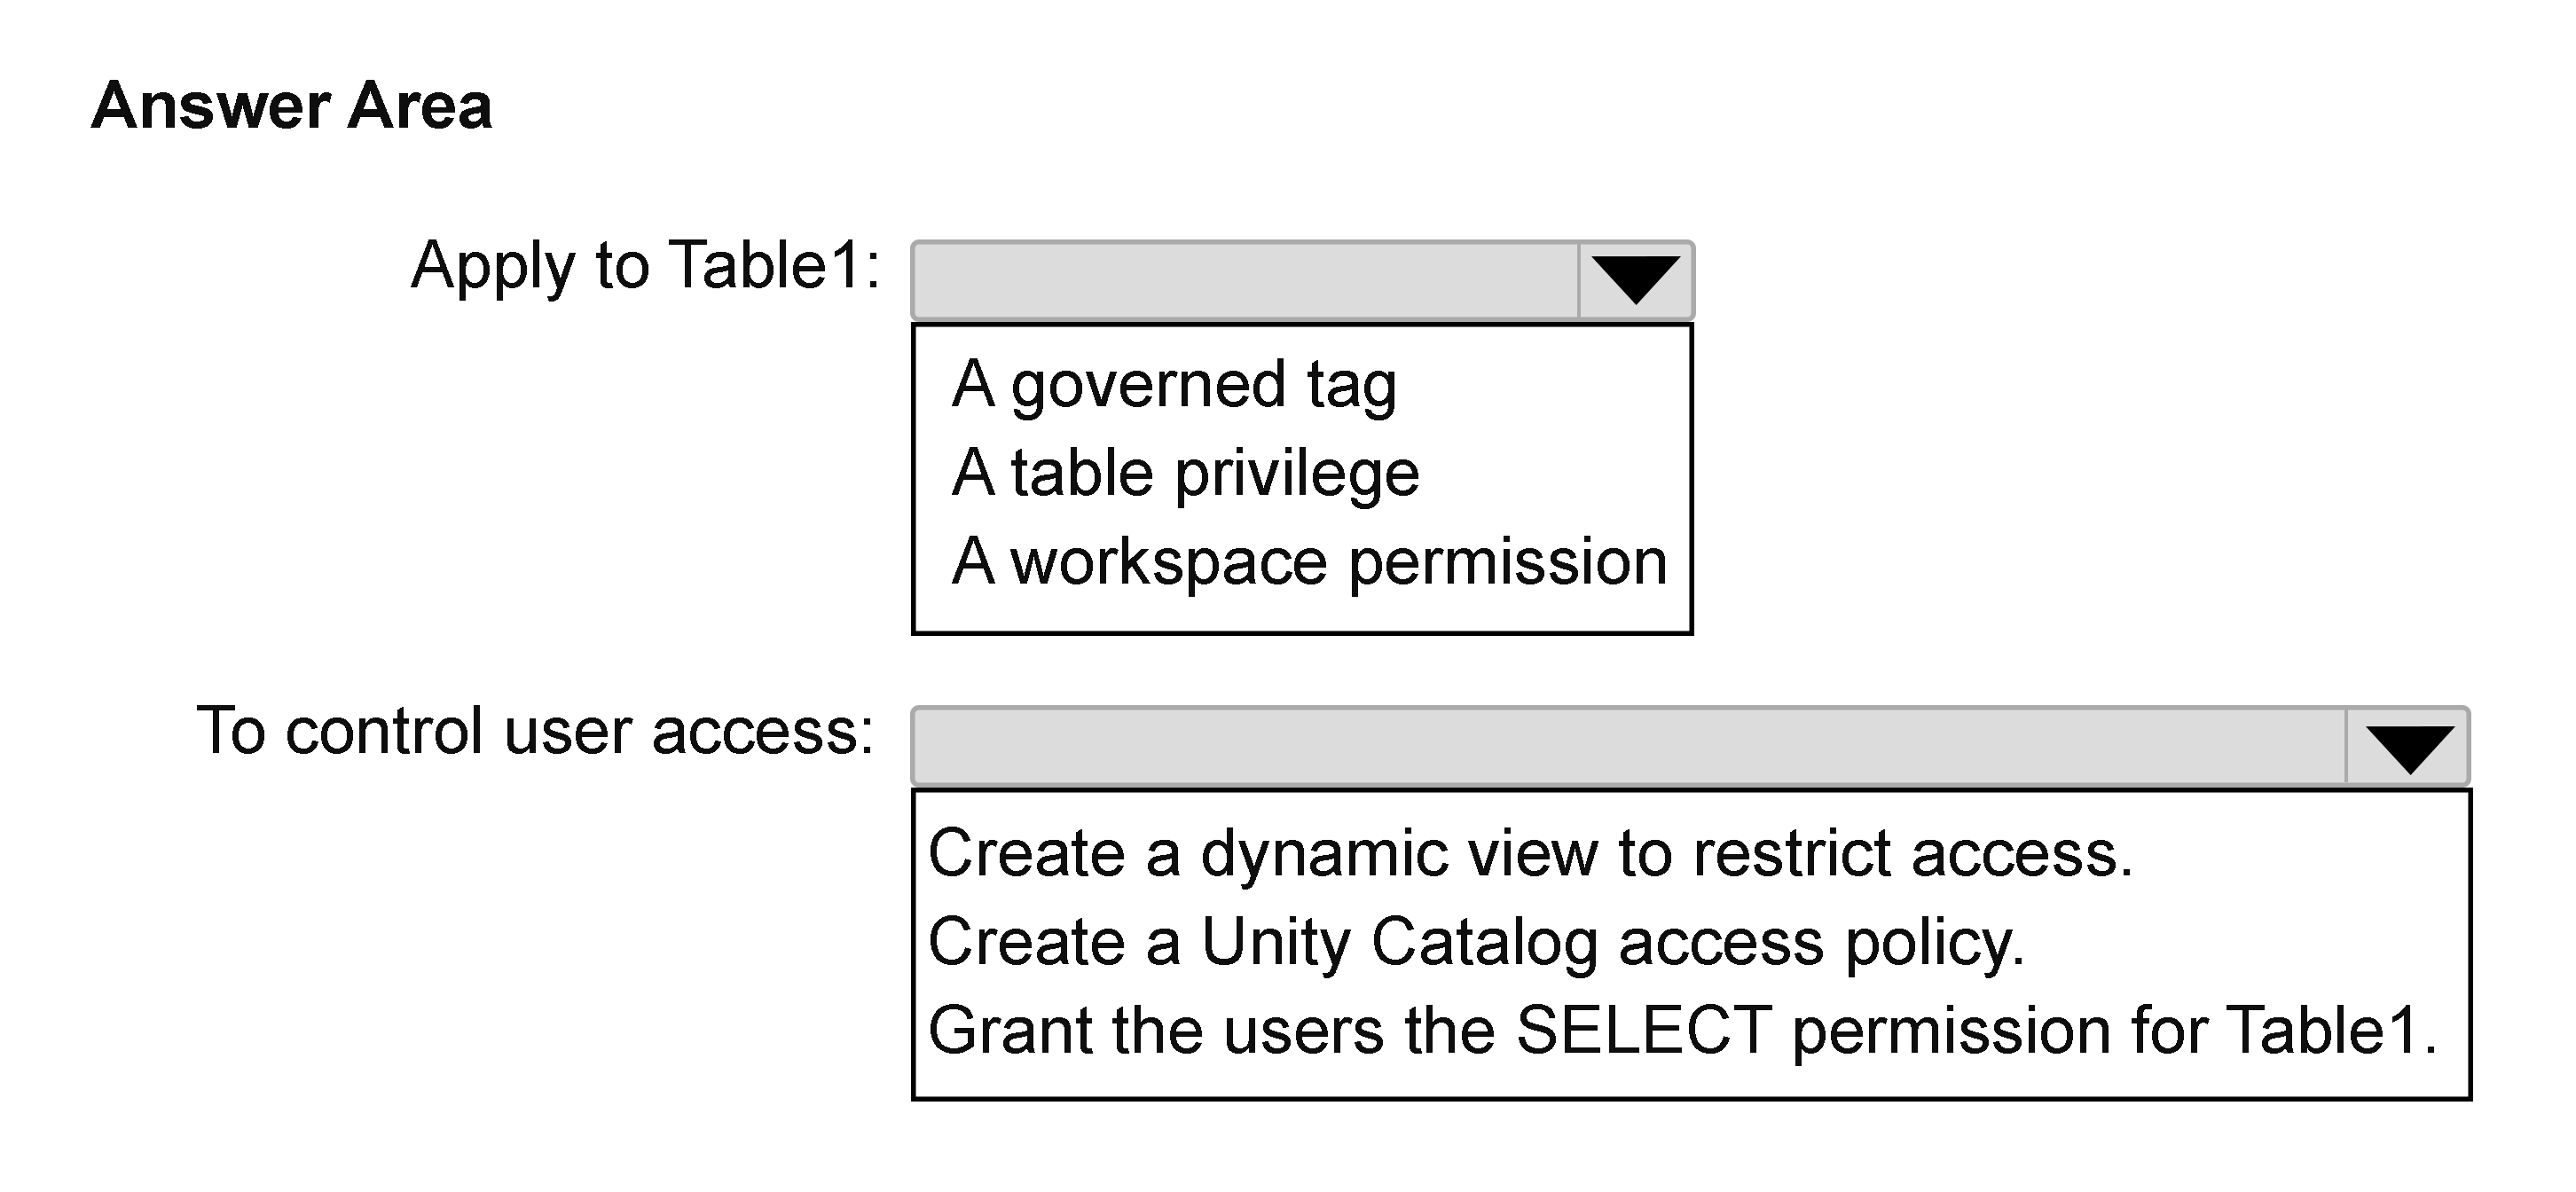 Answer Area
Apply to Table1:
A governed tag
A table privilege
A workspace permission
To control user access:
Create a dynamic view to restrict access.
Create a Unity Catalog access policy.
Grant the users the SELECT permission for Table1.